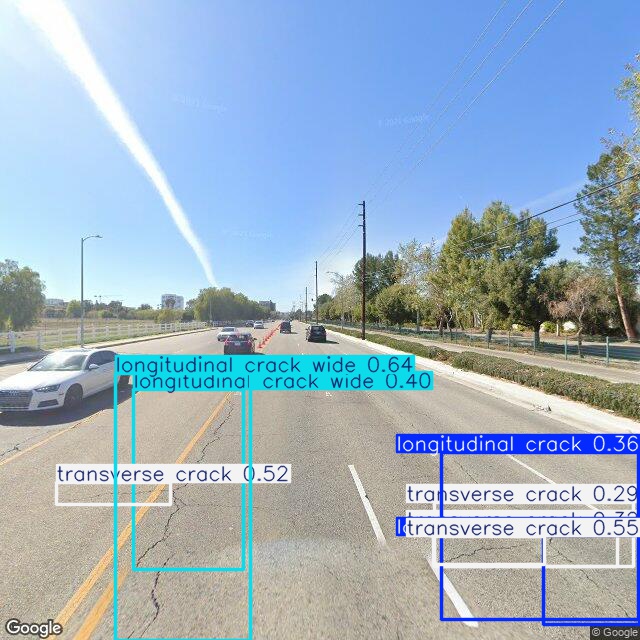 longitudinal crack wide 0.64
longitudinal crack wide 0.40
longitudinal crack 0.36
transverse crack 0.52
transverse crack 0.29
transverse crack 0.55
Google
© Google